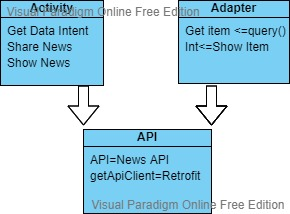 Activity
Adapter
Visual Paradigm Online Free Edition
Get Data Intent
Share News
Show News
Get item <=query()
Int<=Show Item
API
API=News API
getApiClient=Retrofit
Visual Paradigm Online Free Edition